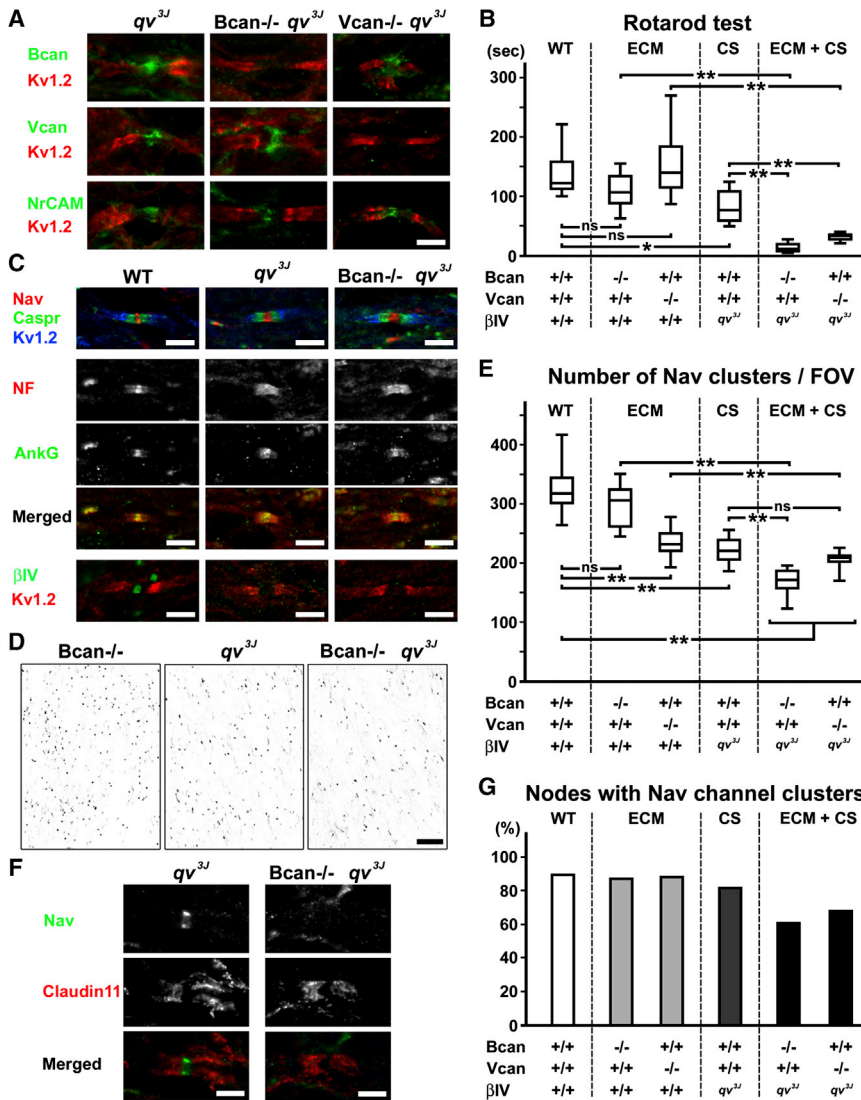 A
qv3J
Bcan-/- qv3J
Vcan-/- qv3J
Bcan
Kv1.2
Vcan
Kv1.2
NrCAM
Kv1.2
B
Rotarod test
(sec)
WT
ECM
CS
ECM + CS
300
200
100
0
**
**
**
**
ns
ns
*
Bcan +/+ -/- +/+ +/+ -/- +/+
Vcan +/+ +/+ -/- +/+ +/+ -/-
βIV +/+ +/+ +/+ qv3J qv3J qv3J
C
WT
qv3J
Bcan-/- qv3J
Nav
Caspr
Kv1.2
NF
AnkG
Merged
βIV
Kv1.2
D
Bcan-/-
qv3J
Bcan-/- qv3J
E
Number of Nav clusters / FOV
WT
ECM
CS
ECM + CS
400
300
200
100
0
**
**
ns
**
ns
**
**
**
Bcan +/+ -/- +/+ +/+ -/- +/+
Vcan +/+ +/+ -/- +/+ +/+ -/-
βIV +/+ +/+ +/+ qv3J qv3J qv3J
F
qv3J
Bcan-/- qv3J
Nav
Claudin11
Merged
G
Nodes with Nav channel clusters
(%)
WT
ECM
CS
ECM + CS
100
80
60
40
20
0
Bcan +/+ -/- +/+ +/+ -/- +/+
Vcan +/+ +/+ -/- +/+ +/+ -/-
βIV +/+ +/+ +/+ qv3J qv3J qv3J